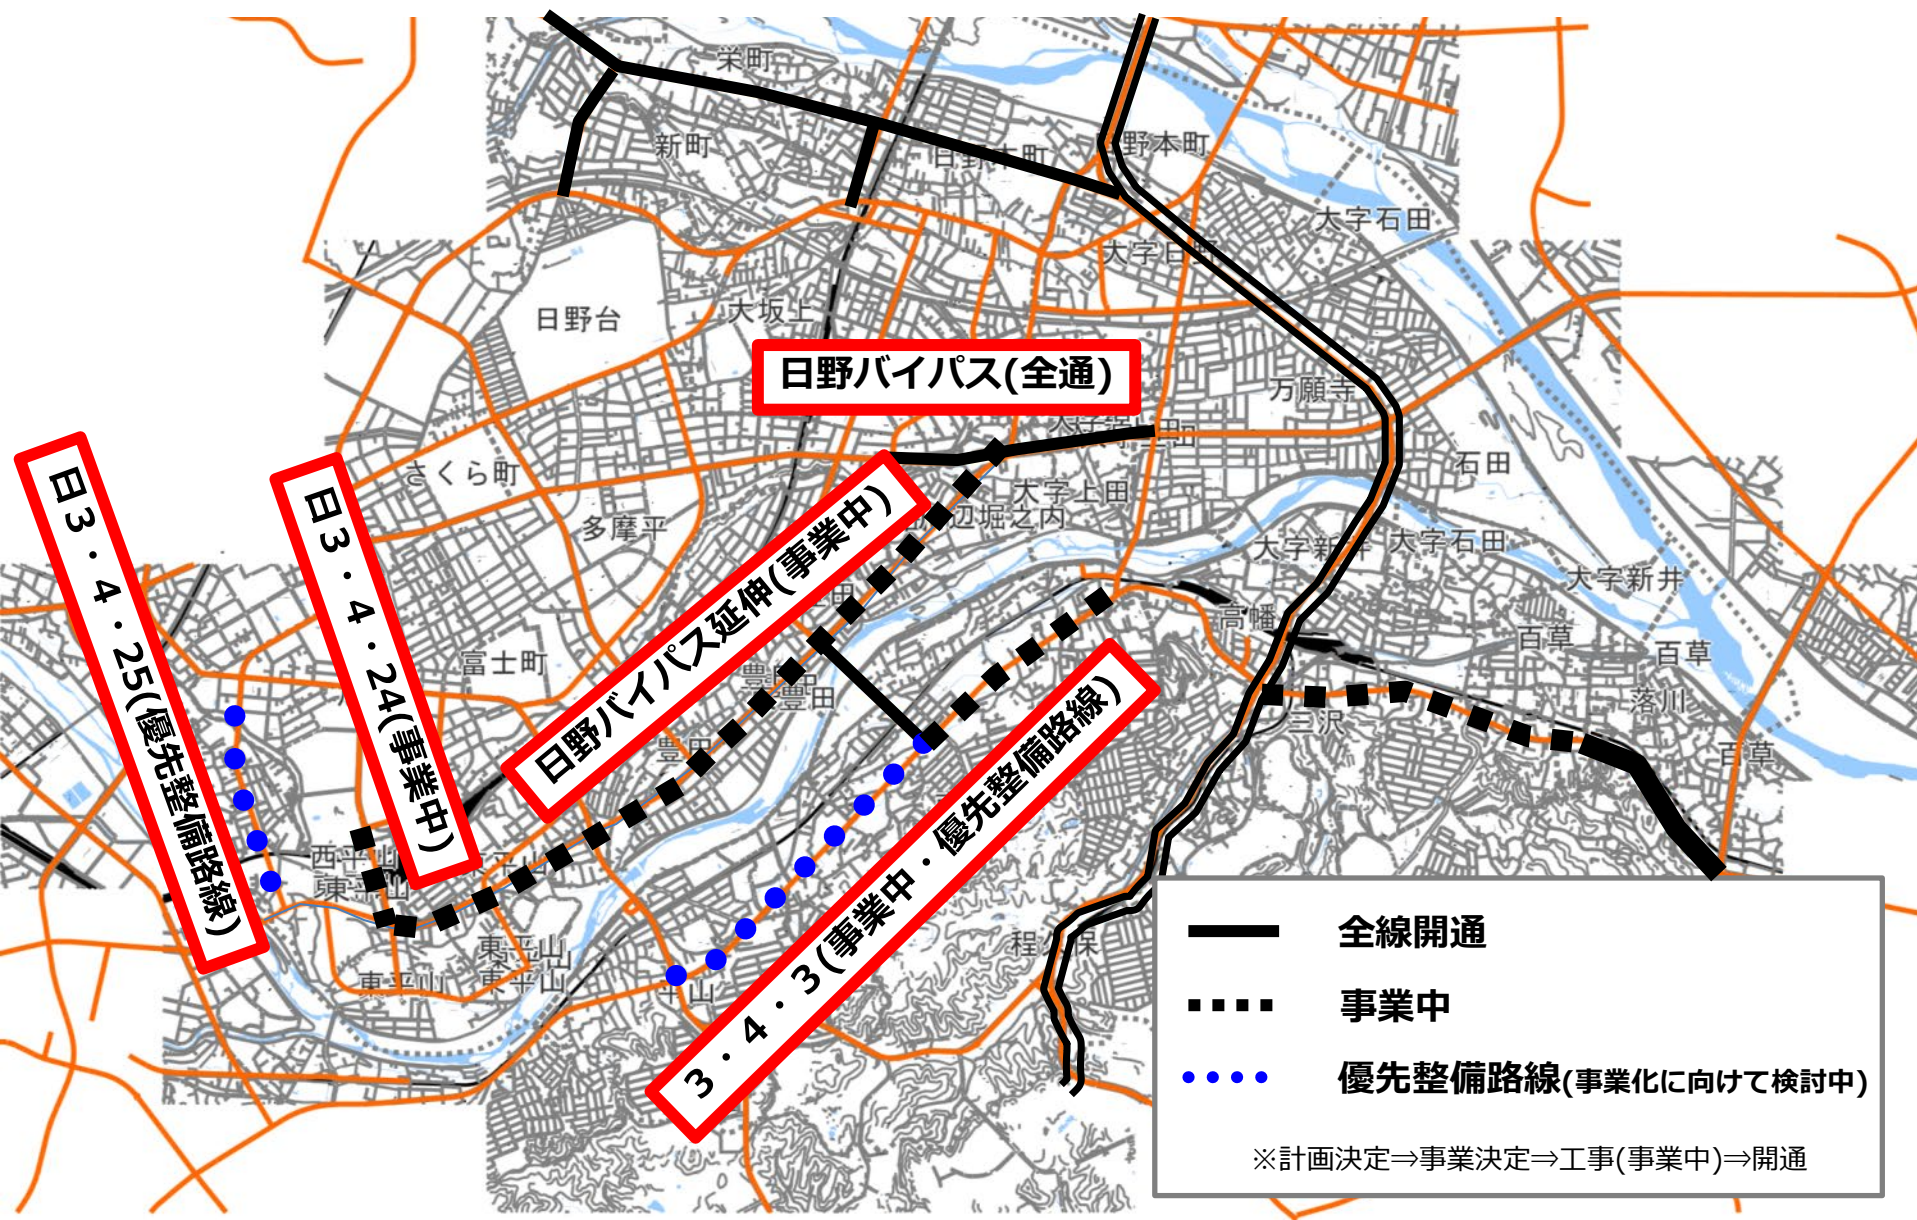 栄町
新町
日野本町
日野本町
大字石田
大字日野
日野台
大坂上
日野バイパス(全通)
万願寺
さくら町
石田
大字上田
多摩平
辺堀之内
大字新井
大字石田
大字新井
高幡
百草
百草
富士町
豊田
豊田
落川
三沢
百草
日3・4・25(優先整備路線)
日3・4・24(事業中)
日野バイパス延伸(事業中)
3・4・3(事業中・優先整備路線)
西平山
東平山
東平山
東平山
東平山
東平山
平山
程久保
全線開通
事業中
優先整備路線(事業化に向けて検討中)
※計画決定⇒事業決定⇒工事(事業中)⇒開通